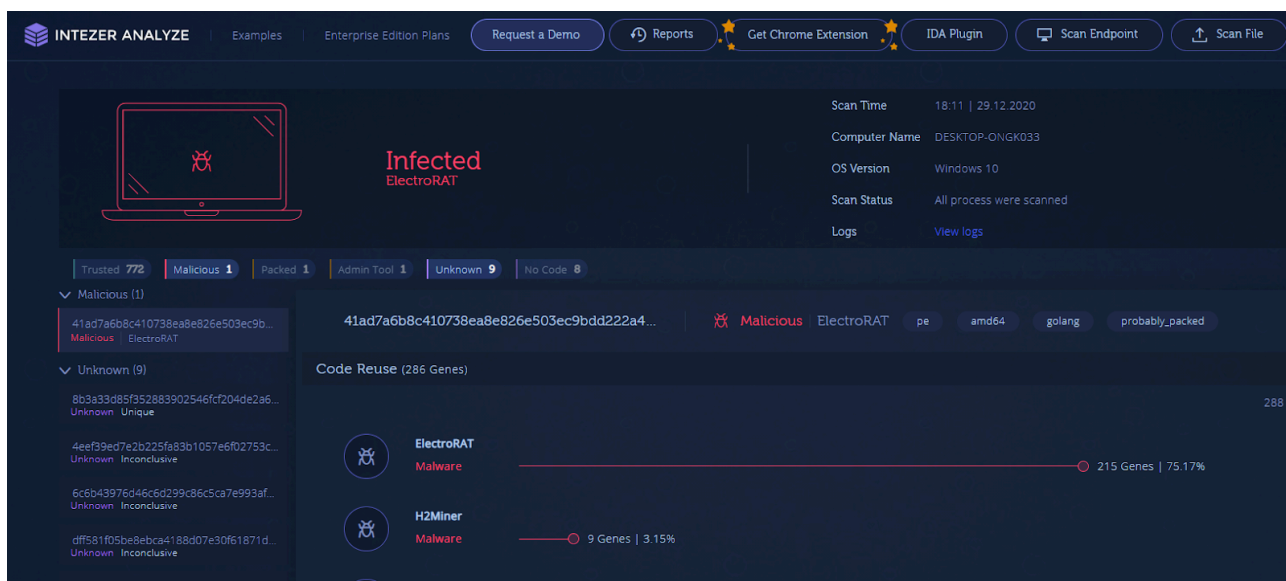 INTEZER ANALYZE Examples Enterprise Edition Plans Request a Demo Reports Get Chrome Extension IDA Plugin Scan Endpoint Scan File
Infected
ElectroRAT
Scan Time 18:11 | 29.12.2020
Computer Name DESKTOP-ONGK033
OS Version Windows 10
Scan Status All process were scanned
Logs View logs
Trusted 772 Malicious 1 Packed 1 Admin Tool 1 Unknown 9 No Code 8
Malicious (1)
41ad7a6b8c410738ea8e826e503ec9b...
Malicious | ElectroRAT
Unknown (9)
8b3a33d85f352883902546fcf204de2a6...
Unknown Unique
4eef39ed7e2b225fa83b1057e6f02753c...
Unknown Inconclusive
6c6b43976d46c6d299c86c5ca7e993af...
Unknown Inconclusive
dff581f05be8ebca4188d07e30f61871d...
Unknown Inconclusive
41ad7a6b8c410738ea8e826e503ec9bdd222a4... Malicious | ElectroRAT pe amd64 golang probably_packed
Code Reuse (286 Genes)
288
ElectroRAT
Malware 215 Genes | 75.17%
H2Miner
Malware 9 Genes | 3.15%